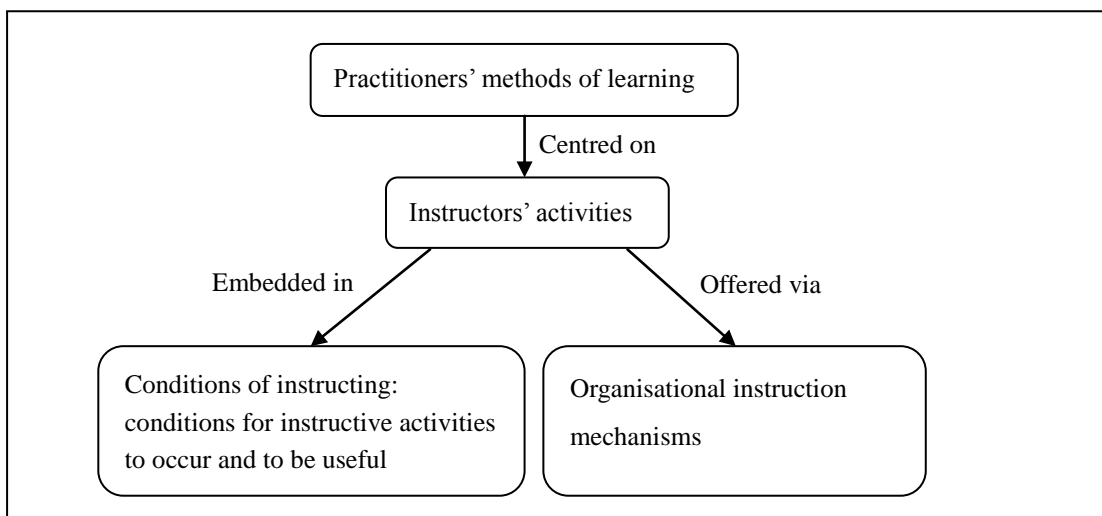 Practitioners’ methods of learning
Centred on
Instructors’ activities
Embedded in
Offered via
Conditions of instructing:
conditions for instructive activities
to occur and to be useful
Organisational instruction
mechanisms